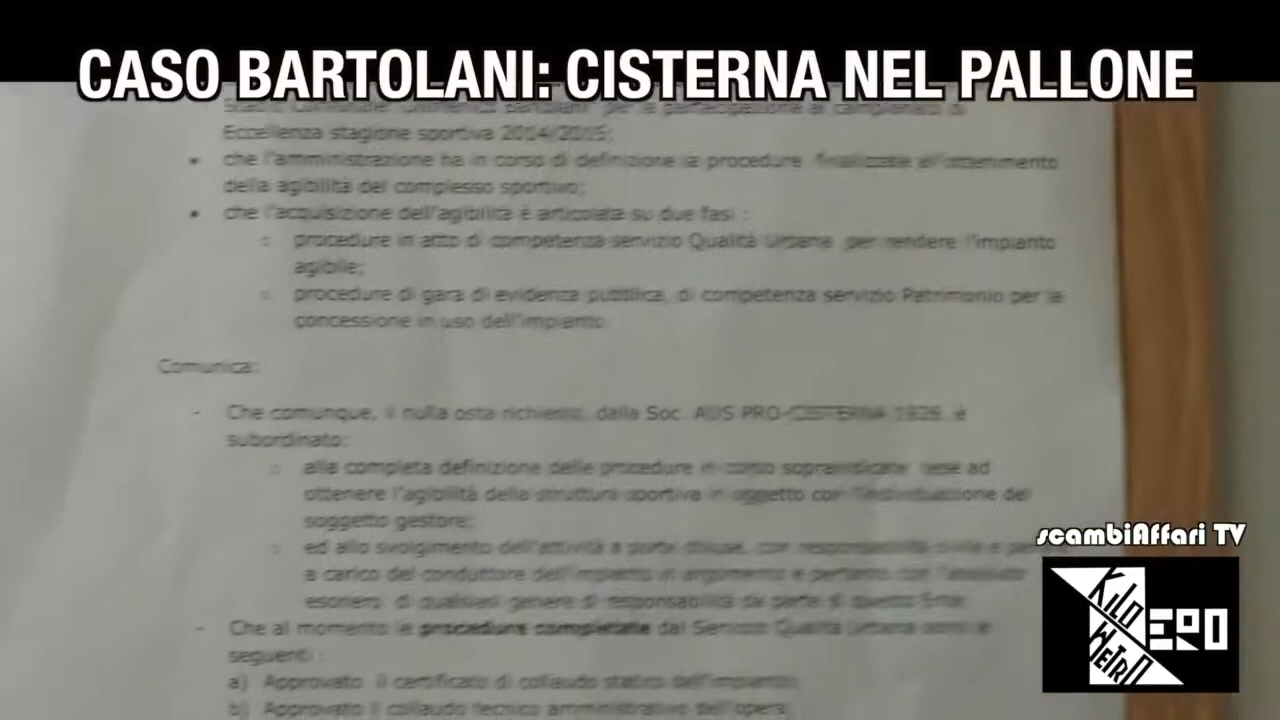 CASO BARTOLANI: CISTERNA NEL PALLONE
Eccellenza stagione sportiva 2014/2015;
• che l'amministrazione ha in corso di definizione la procedure finalizzate all'ottenimento
della agibilità del complesso sportivo;
• che l'acquisizione dell'agibilità è articolata su due fasi :
○ procedure in atto di competenza servizio Qualità Urbana per rendere l'impianto
agibile;
○ procedure di gara di evidenza pubblica, di competenza servizio Patrimonio per la
concessione in uso dell'impianto
Comunica:
- Che comunque, il nulla osta richiesto, dalla Soc. ADS PRO-CISTERNA 1926, è
subordinato:
○ alla completa definizione delle procedure in corso sopraindicate tese ad
ottenere l'agibilità della struttura sportiva in oggetto con l'individuazione del
soggetto gestore;
○ ed allo svolgimento dell'attività a porte chiuse, con responsabilità civile e
a carico del conduttore dell'impianto in argomento e pertanto con l'assoluto
esonero di qualsiasi genere di responsabilità da parte di questo Ente;
- Che al momento le procedure completate dal Servizio Qualità Urbana sono le
seguenti :
a) Approvato il certificato di collaudo statico dell'impianto;
b) Approvato il collaudo tecnico amministrativo dell'opera;
scambiAffari TV
KiloMetro
ZERO